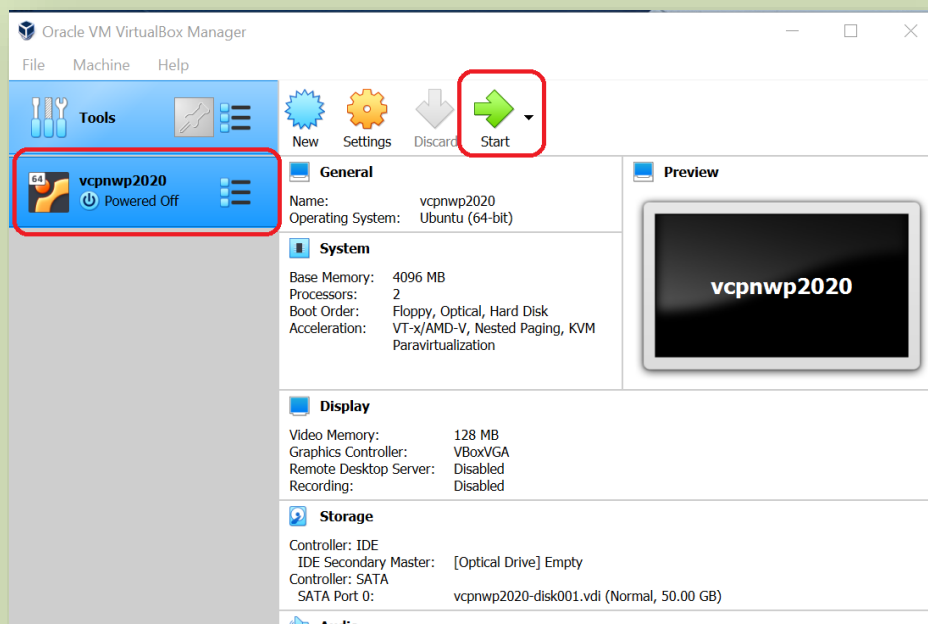 Oracle VM VirtualBox Manager
File Machine Help
Tools
New Settings Discard Start
64
vcpnwp2020
Powered Off
General
Name: vcpnwp2020
Operating System: Ubuntu (64-bit)
System
Base Memory: 4096 MB
Processors: 2
Boot Order: Floppy, Optical, Hard Disk
Acceleration: VT-x/AMD-V, Nested Paging, KVM
Paravirtualization
Preview
vcpnwp2020
Display
Video Memory: 128 MB
Graphics Controller: VBoxVGA
Remote Desktop Server: Disabled
Recording: Disabled
Storage
Controller: IDE
IDE Secondary Master: [Optical Drive] Empty
Controller: SATA
SATA Port 0: vcpnwp2020-disk001.vdi (Normal, 50.00 GB)